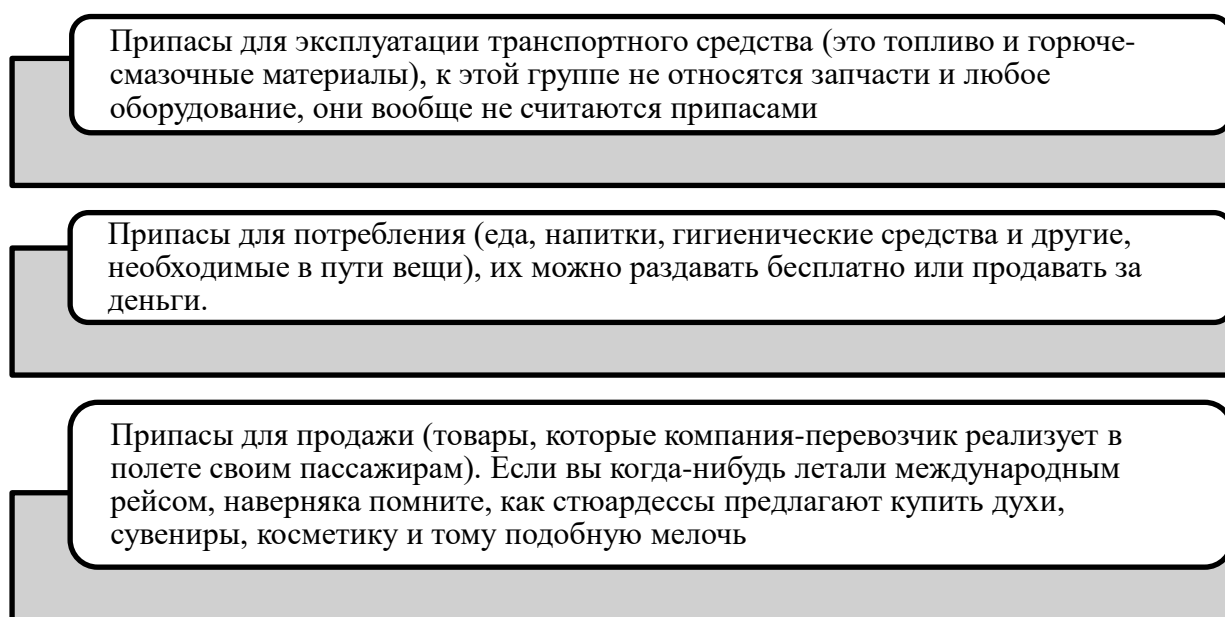 Припасы для эксплуатации транспортного средства (это топливо и горюче-
смазочные материалы), к этой группе не относятся запчасти и любое
оборудование, они вообще не считаются припасами
Припасы для потребления (еда, напитки, гигиенические средства и другие,
необходимые в пути вещи), их можно раздавать бесплатно или продавать за
деньги.
Припасы для продажи (товары, которые компания-перевозчик реализует в
полете своим пассажирам). Если вы когда-нибудь летали международным
рейсом, наверняка помните, как стюардессы предлагают купить духи,
сувениры, косметику и тому подобную мелочь